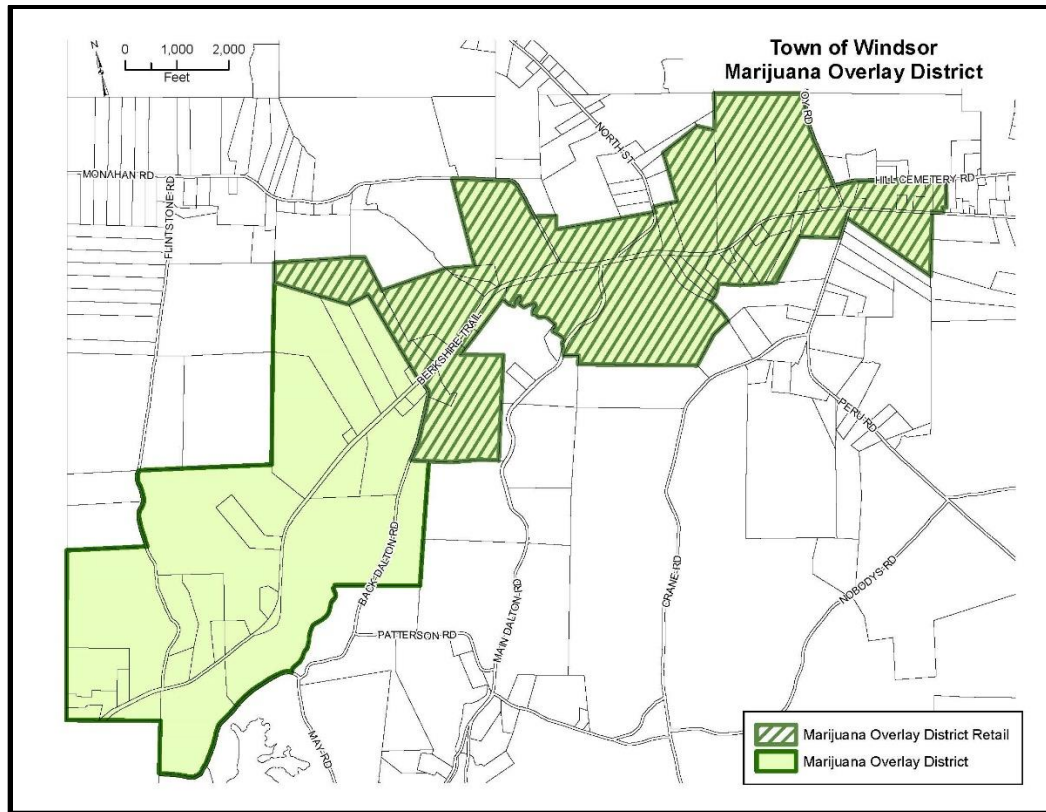 Town of Windsor
Marijuana Overlay District
N
0 1,000 2,000
Feet
NORTH ST
MONAHAN RD
HILL CEMETERY RD
FLINTSTONE RD
BERKSHIRE TRAIL
PERU RD
BACK DALTON RD
MAIN DALTON RD
CRANE RD
NOBODYS RD
PATTERSON RD
MAY RD
Marijuana Overlay District Retail
Marijuana Overlay District